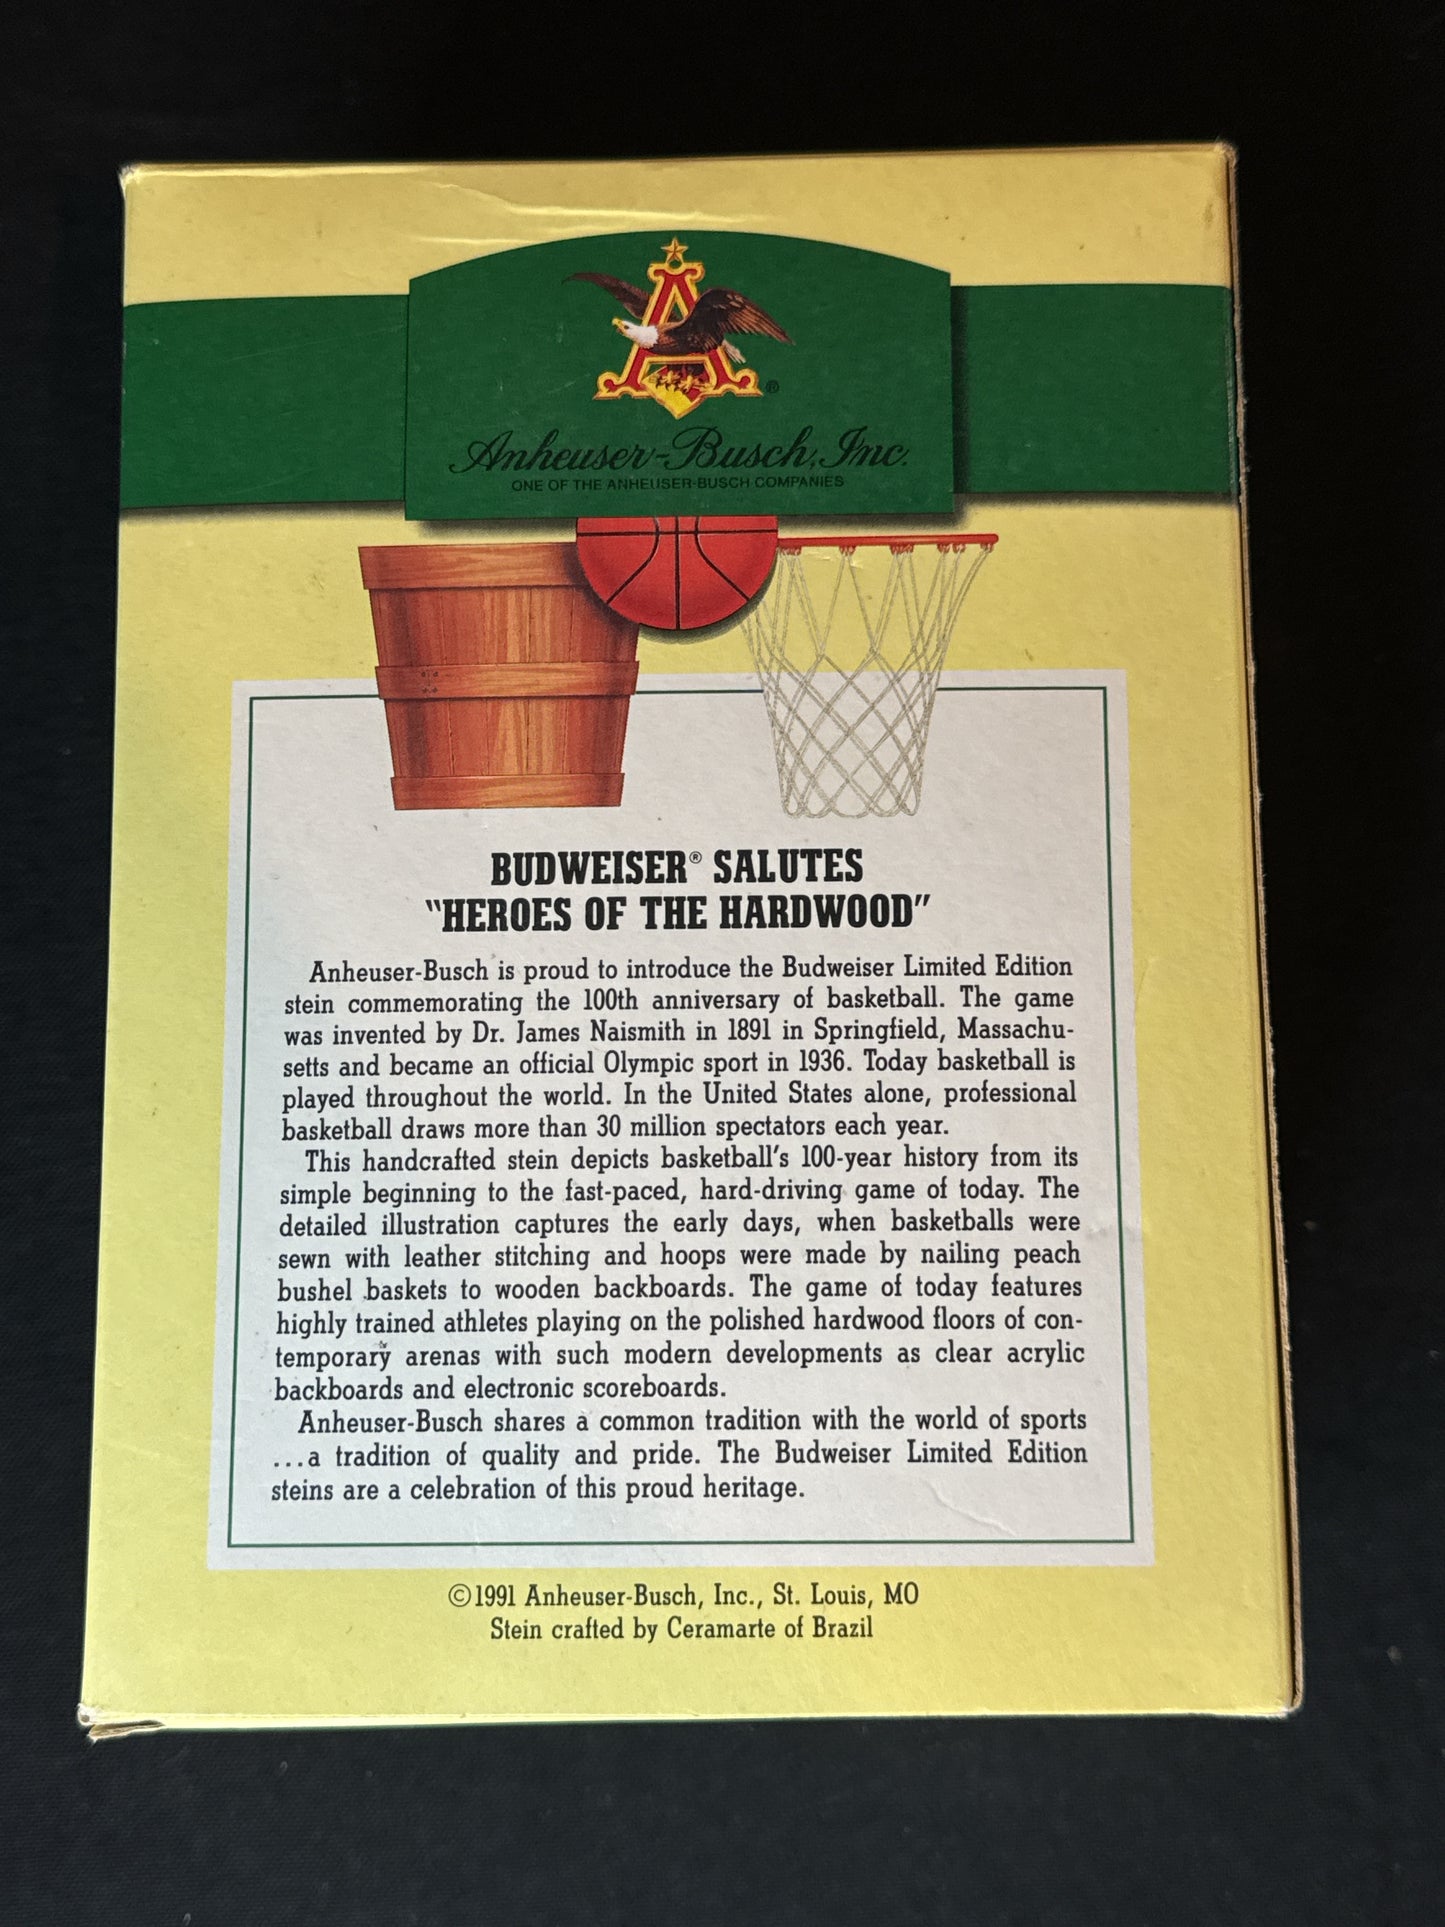 A
®
Anheuser-Busch, Inc.
ONE OF THE ANHEUSER-BUSCH COMPANIES
BUDWEISER® SALUTES
"HEROES OF THE HARDWOOD"
Anheuser-Busch is proud to introduce the Budweiser Limited Edition
stein commemorating the 100th anniversary of basketball. The game
was invented by Dr. James Naismith in 1891 in Springfield, Massachu-
setts and became an official Olympic sport in 1936. Today basketball is
played throughout the world. In the United States alone, professional
basketball draws more than 30 million spectators each year.
This handcrafted stein depicts basketball's 100-year history from its
simple beginning to the fast-paced, hard-driving game of today. The
detailed illustration captures the early days, when basketballs were
sewn with leather stitching and hoops were made by nailing peach
bushel baskets to wooden backboards. The game of today features
highly trained athletes playing on the polished hardwood floors of con-
temporary arenas with such modern developments as clear acrylic
backboards and electronic scoreboards.
Anheuser-Busch shares a common tradition with the world of sports
...a tradition of quality and pride. The Budweiser Limited Edition
steins are a celebration of this proud heritage.
©1991 Anheuser-Busch, Inc., St. Louis, MO
Stein crafted by Ceramarte of Brazil